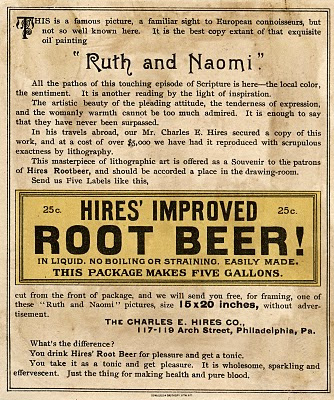 THIS is a famous picture, a familiar sight to European connoisseurs, but
not so well known here. It is the best copy extant of that exquisite
oil painting
"Ruth and Naomi".
All the pathos of this touching episode of Scripture is here—the local color,
the sentiment. It is another reading by the light of inspiration.
The artistic beauty of the pleading attitude, the tenderness of expression,
and the womanly warmth cannot be too much admired. It is enough to say
that they have never been surpassed.
In his travels abroad, our Mr. Charles E. Hires secured a copy of this
work, and at a cost of over $5,000 we have had it reproduced with scrupulous
exactness by lithography.
This masterpiece of lithographic art is offered as a Souvenir to the patrons
of Hires Rootbeer, and should be accorded a place in the drawing-room.
Send us Five Labels like this,
25c. HIRES' IMPROVED 25c.
ROOT BEER!
IN LIQUID. NO BOILING OR STRAINING. EASILY MADE.
THIS PACKAGE MAKES FIVE GALLONS.
cut from the front of package, and we will send you free, for framing, one of
these "Ruth and Naomi" pictures, size 15x20 inches, without adver-
tisement.
THE CHARLES E. HIRES CO.,
117-119 Arch Street, Philadelphia, Pa.
What's the difference?
You drink Hires' Root Beer for pleasure and get a tonic.
You take it as a tonic and get pleasure. It is wholesome, sparkling and
effervescent. Just the thing for making health and pure blood.